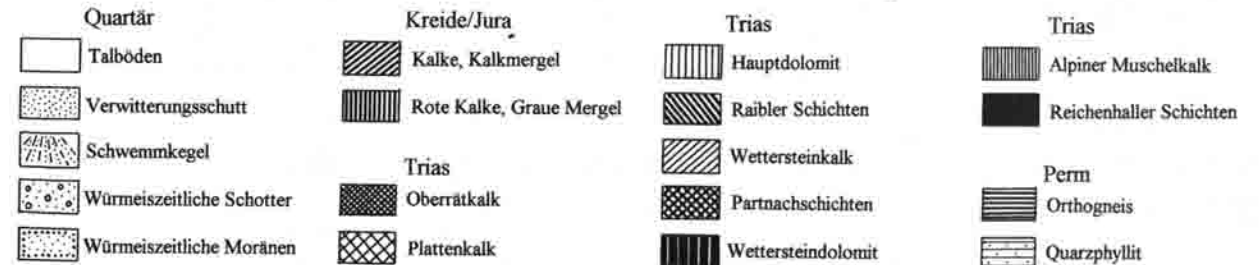 Quartär
Talböden
Verwitterungsschutt
Schwemmkegel
Würmeiszeitliche Schotter
Würmeiszeitliche Moränen
Kreide/Jura
Kalke, Kalkmergel
Rote Kalke, Graue Mergel
Trias
Oberrätkalk
Plattenkalk
Trias
Hauptdolomit
Raibler Schichten
Wettersteinkalk
Partnachschichten
Wettersteindolomit
Trias
Alpiner Muschelkalk
Reichenhaller Schichten
Perm
Orthogneis
Quarzphyllit